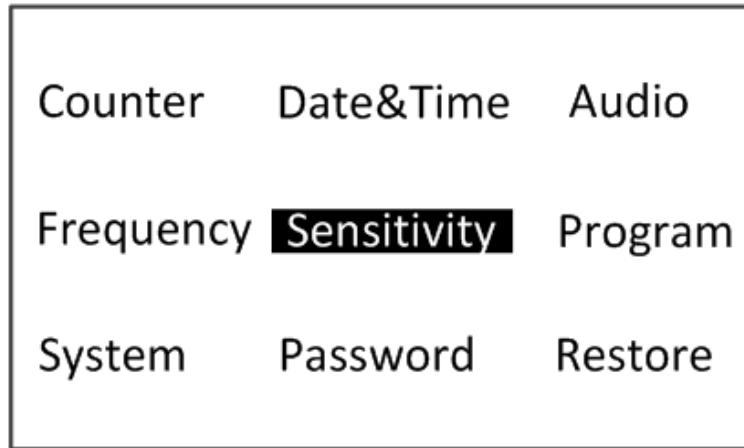 Counter Date&Time Audio
Frequency Sensitivity Program
System Password Restore